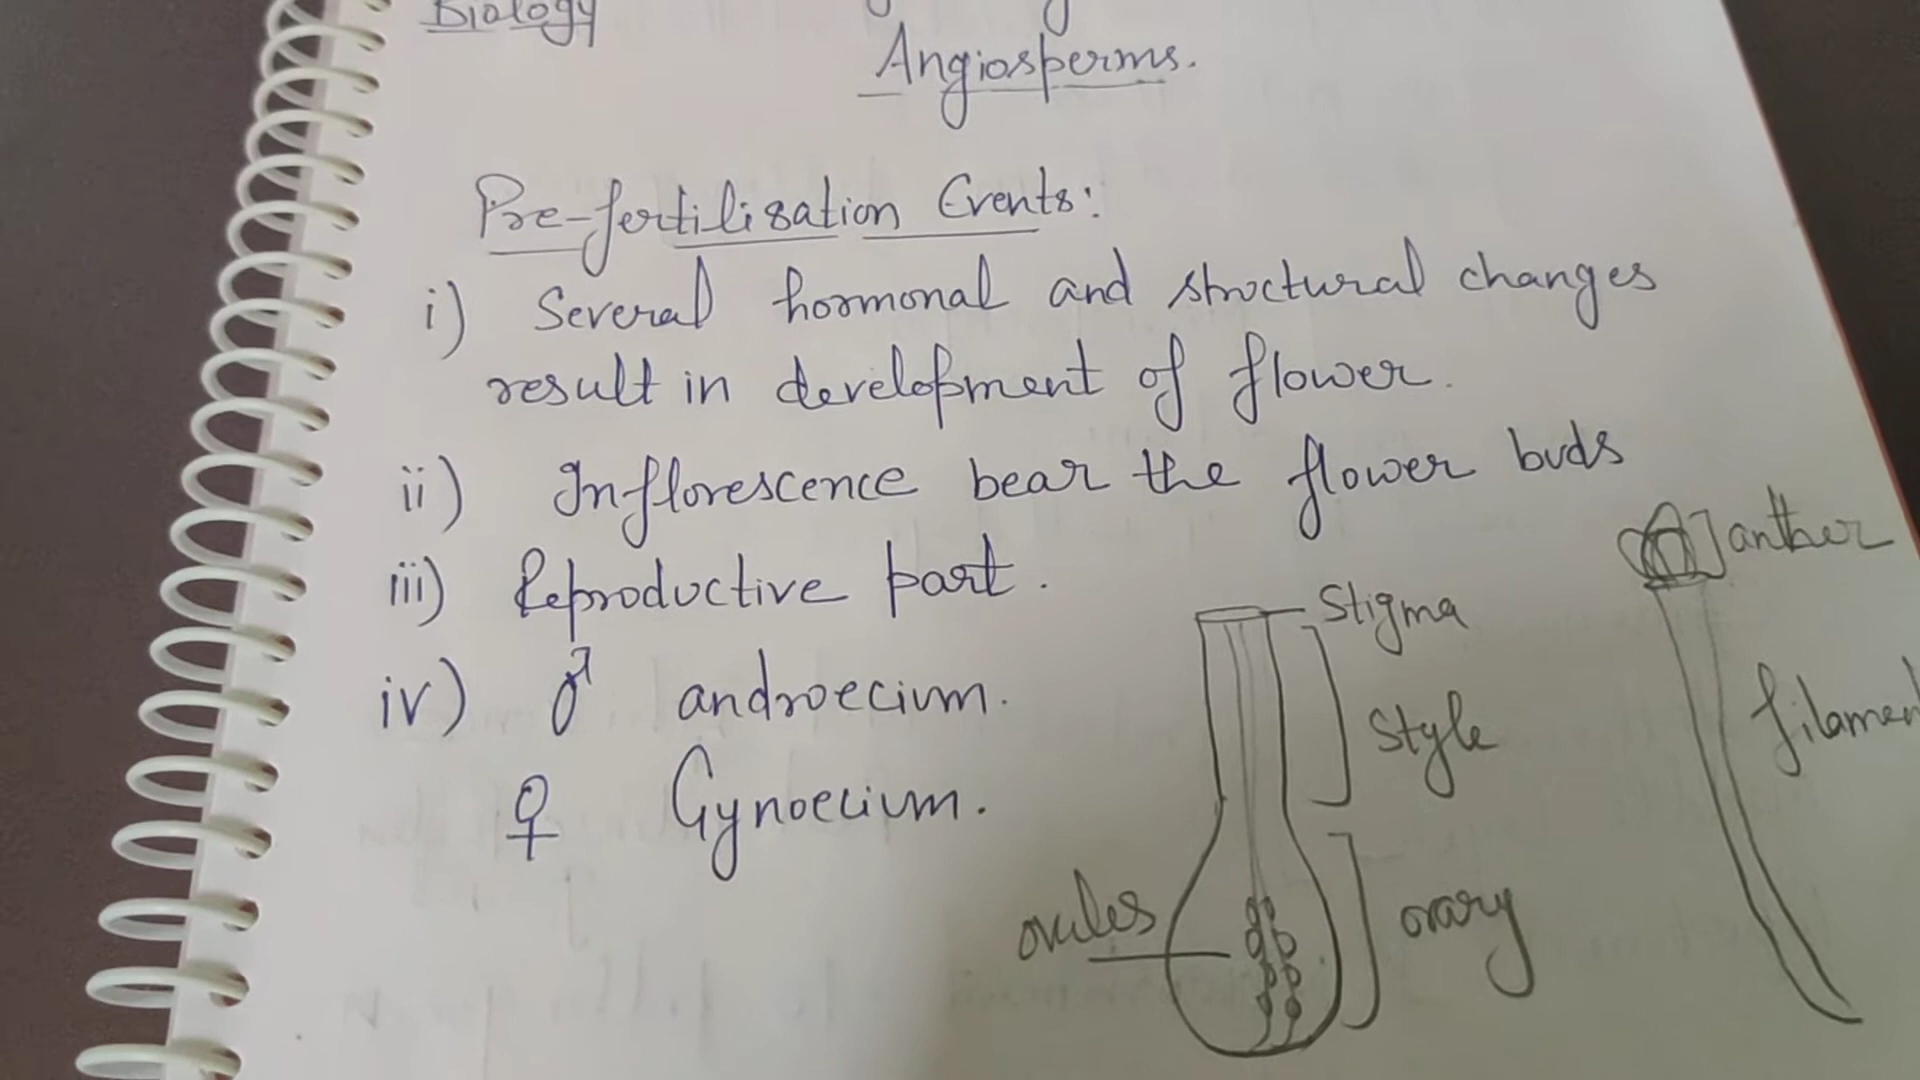 Biology
Angiosperms.
Pre-fertilisation Events:
i) Several hormonal and structural changes
result in development of flower.
ii) Inflorescence bear the flower buds
iii) Reproductive part.
iv) ♂ androecium.
♀ Gynoecium.
Stigma
Style
ovary
ovules
anther
filamen